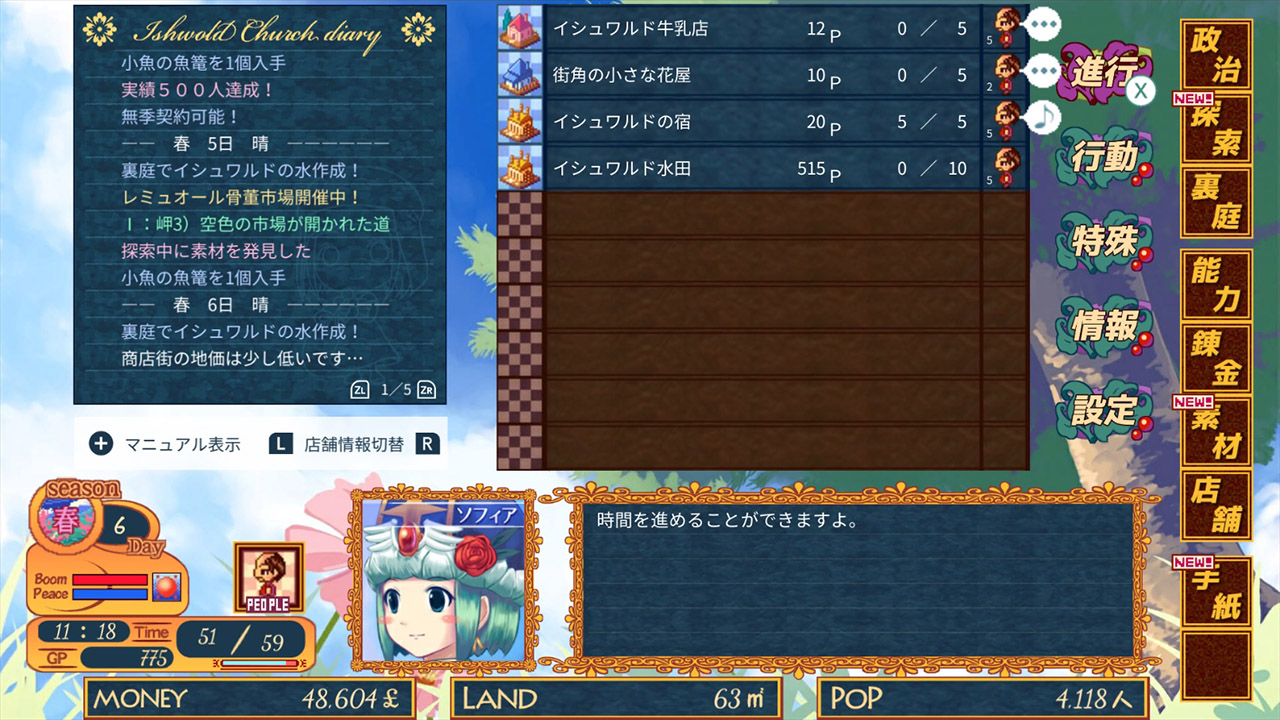 Ishwold Church diary
小魚の魚篭を1個入手
実績５００人達成！
無季契約可能！
―― 春 5日 晴 ――――――
裏庭でイシュワルドの水作成！
レミュオール骨董市場開催中！
Ⅰ：岬3）空色の市場が開かれた道
探索中に素材を発見した
小魚の魚篭を1個入手
―― 春 6日 晴 ――――――
裏庭でイシュワルドの水作成！
商店街の地価は少し低いです…
ZL 1／5 ZR
+ マニュアル表示 L 店舗情報切替 R
イシュワルド牛乳店 12 P 0 ／ 5 5
街角の小さな花屋 10 P 0 ／ 5 2
イシュワルドの宿 20 P 5 ／ 5 5
イシュワルド水田 515 P 0 ／ 10 5
進行 X
行動
特殊
情報
設定
政治
NEW!
探索
裏庭
能力
錬金
NEW!
素材
店舗
NEW!
手紙
season
春 6
Day
Boom
Peace
PEOPLE
11 : 18 Time
51 / 59
GP 775
ソフィア
時間を進めることができますよ。
MONEY 48,604 £
LAND 63 ㎡
POP 4,118 人